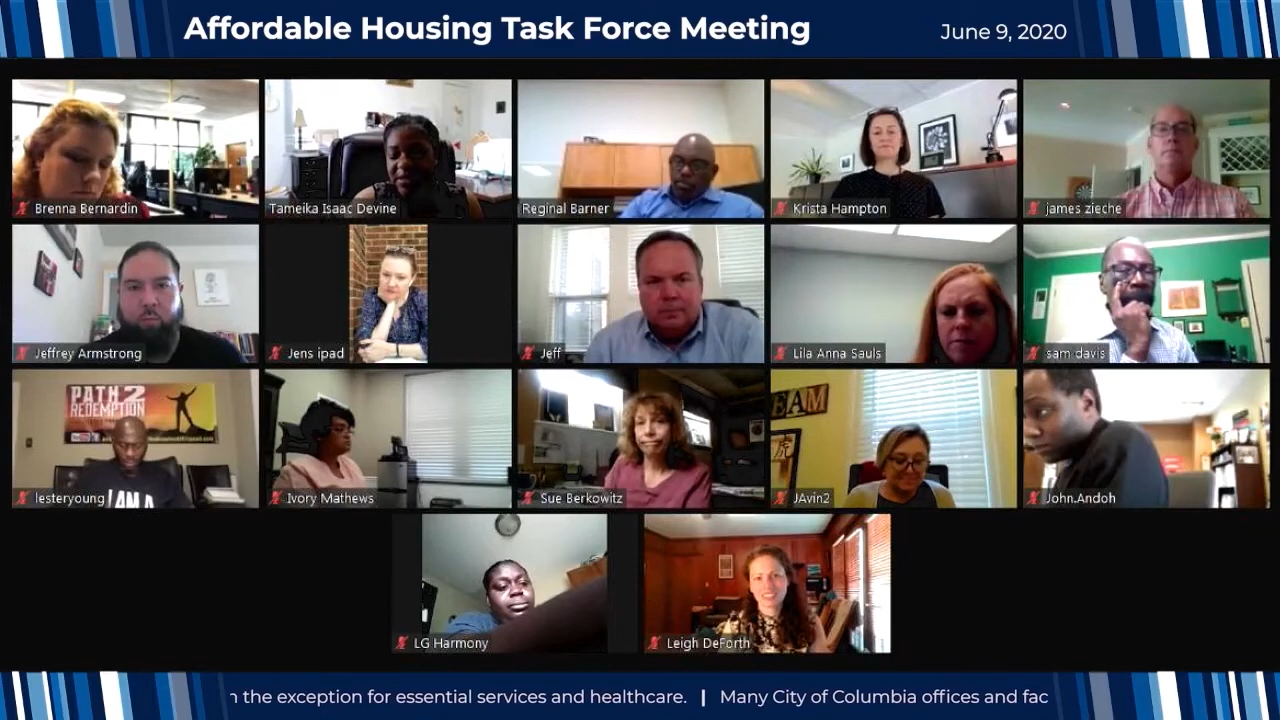 Affordable Housing Task Force Meeting
June 9, 2020
Brenna Bernardin
Tameika Isaac Devine
Reginal Barner
Krista Hampton
james zieche
Jeffrey Armstrong
Jens ipad
Jeff
Lila Anna Sauls
sam davis
PATH 2
REDEMPTION
lesteryoung
I AM A
Ivory Mathews
Sue Berkowitz
EAM
JAvin2
John.Andoh
LG Harmony
Leigh DeForth
n the exception for essential services and healthcare. | Many City of Columbia offices and fac